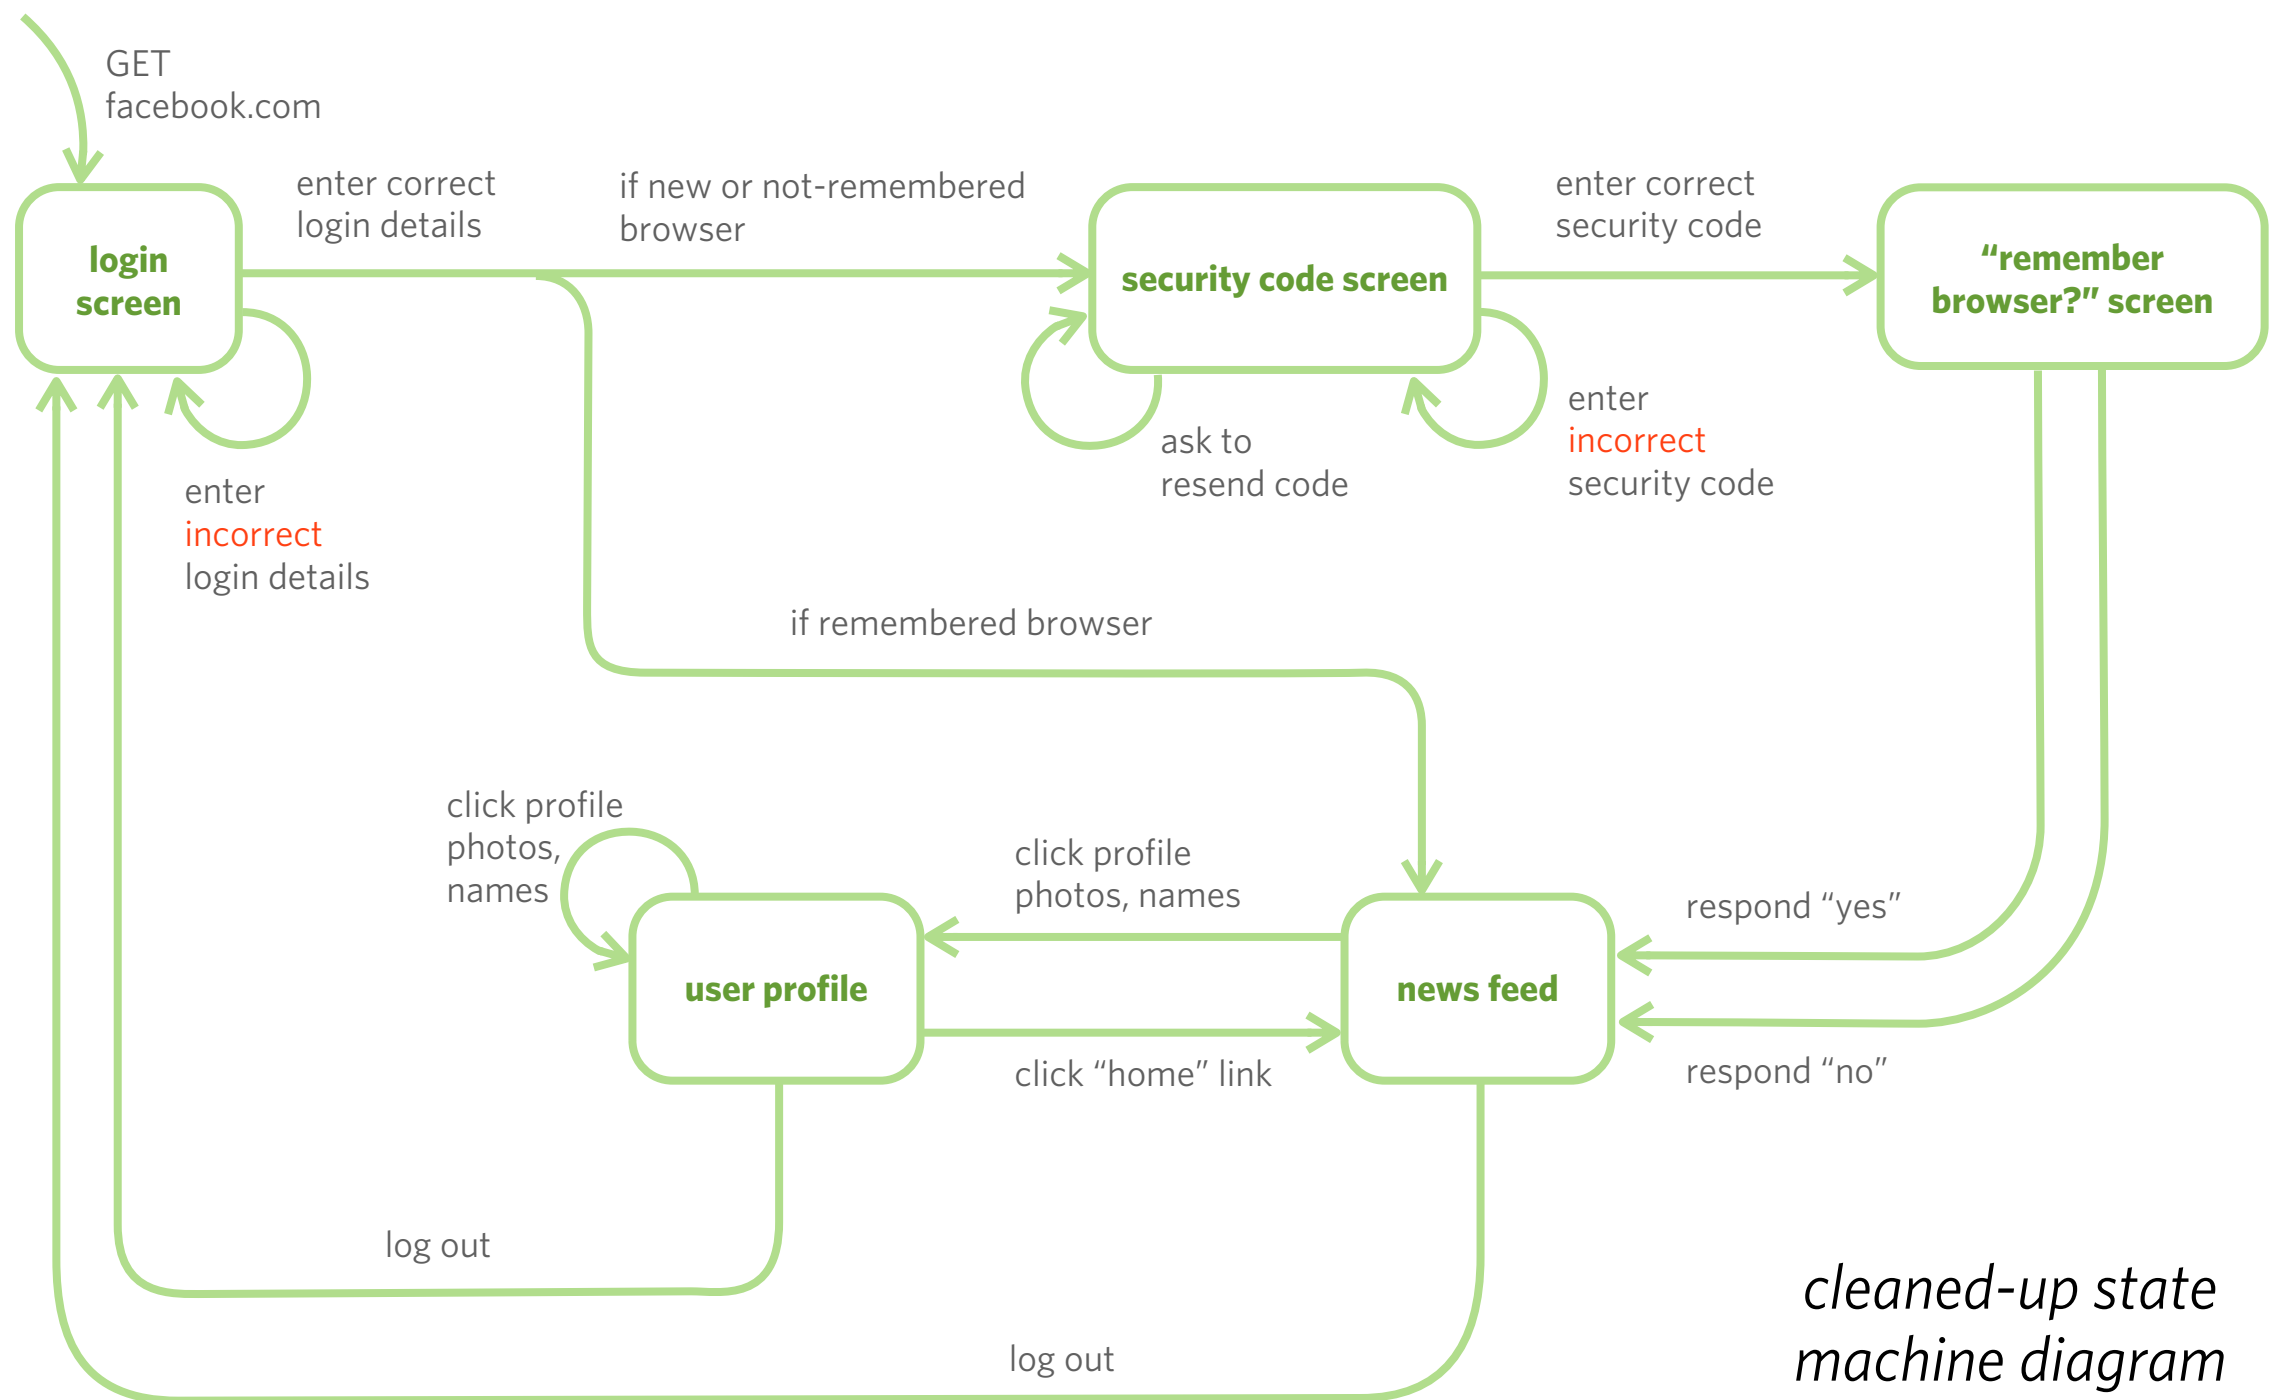 GET
facebook.com
enter correct
login details
if new or not-remembered
browser
enter correct
security code
login
screen
security code screen
“remember
browser?” screen
enter
incorrect
login details
ask to
resend code
enter
incorrect
security code
if remembered browser
click profile
photos,
names
click profile
photos, names
respond “yes”
user profile
news feed
click “home” link
respond “no”
log out
log out
cleaned-up state
machine diagram